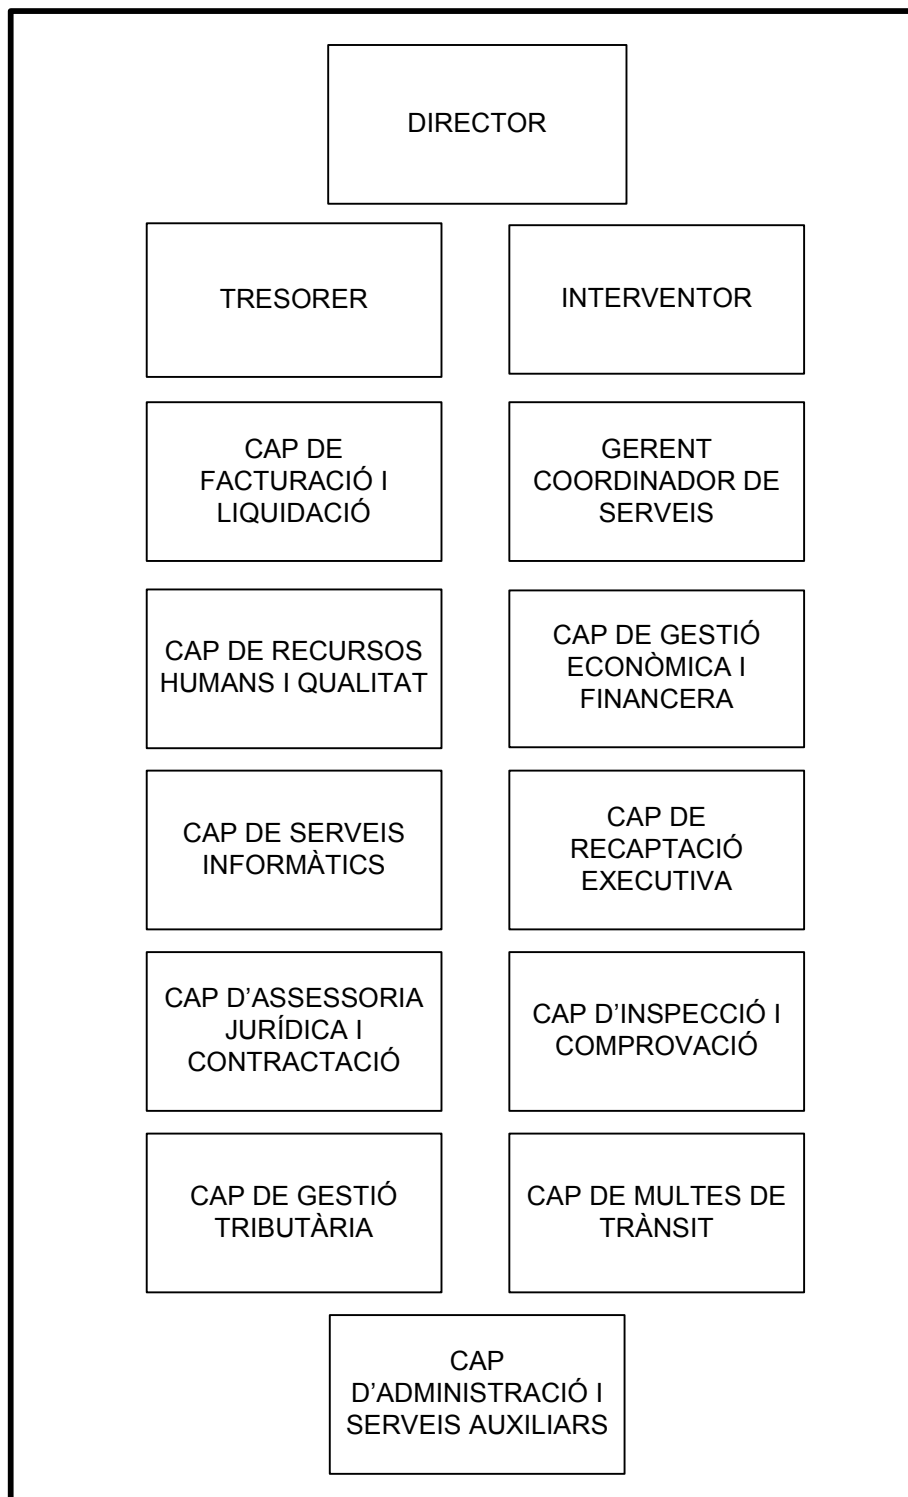 DIRECTOR
TRESORER
INTERVENTOR
CAP DE
FACTURACIÓ I
LIQUIDACIÓ
GERENT
COORDINADOR DE
SERVEIS
CAP DE RECURSOS
HUMANS I QUALITAT
CAP DE GESTIÓ
ECONÒMICA I
FINANCERA
CAP DE SERVEIS
INFORMÀTICS
CAP DE
RECAPTACIÓ
EXECUTIVA
CAP D’ASSESSORIA
JURÍDICA I
CONTRACTACIÓ
CAP D’INSPECCIÓ I
COMPROVACIÓ
CAP DE GESTIÓ
TRIBUTÀRIA
CAP DE MULTES DE
TRÀNSIT
CAP
D’ADMINISTRACIÓ I
SERVEIS AUXILIARS